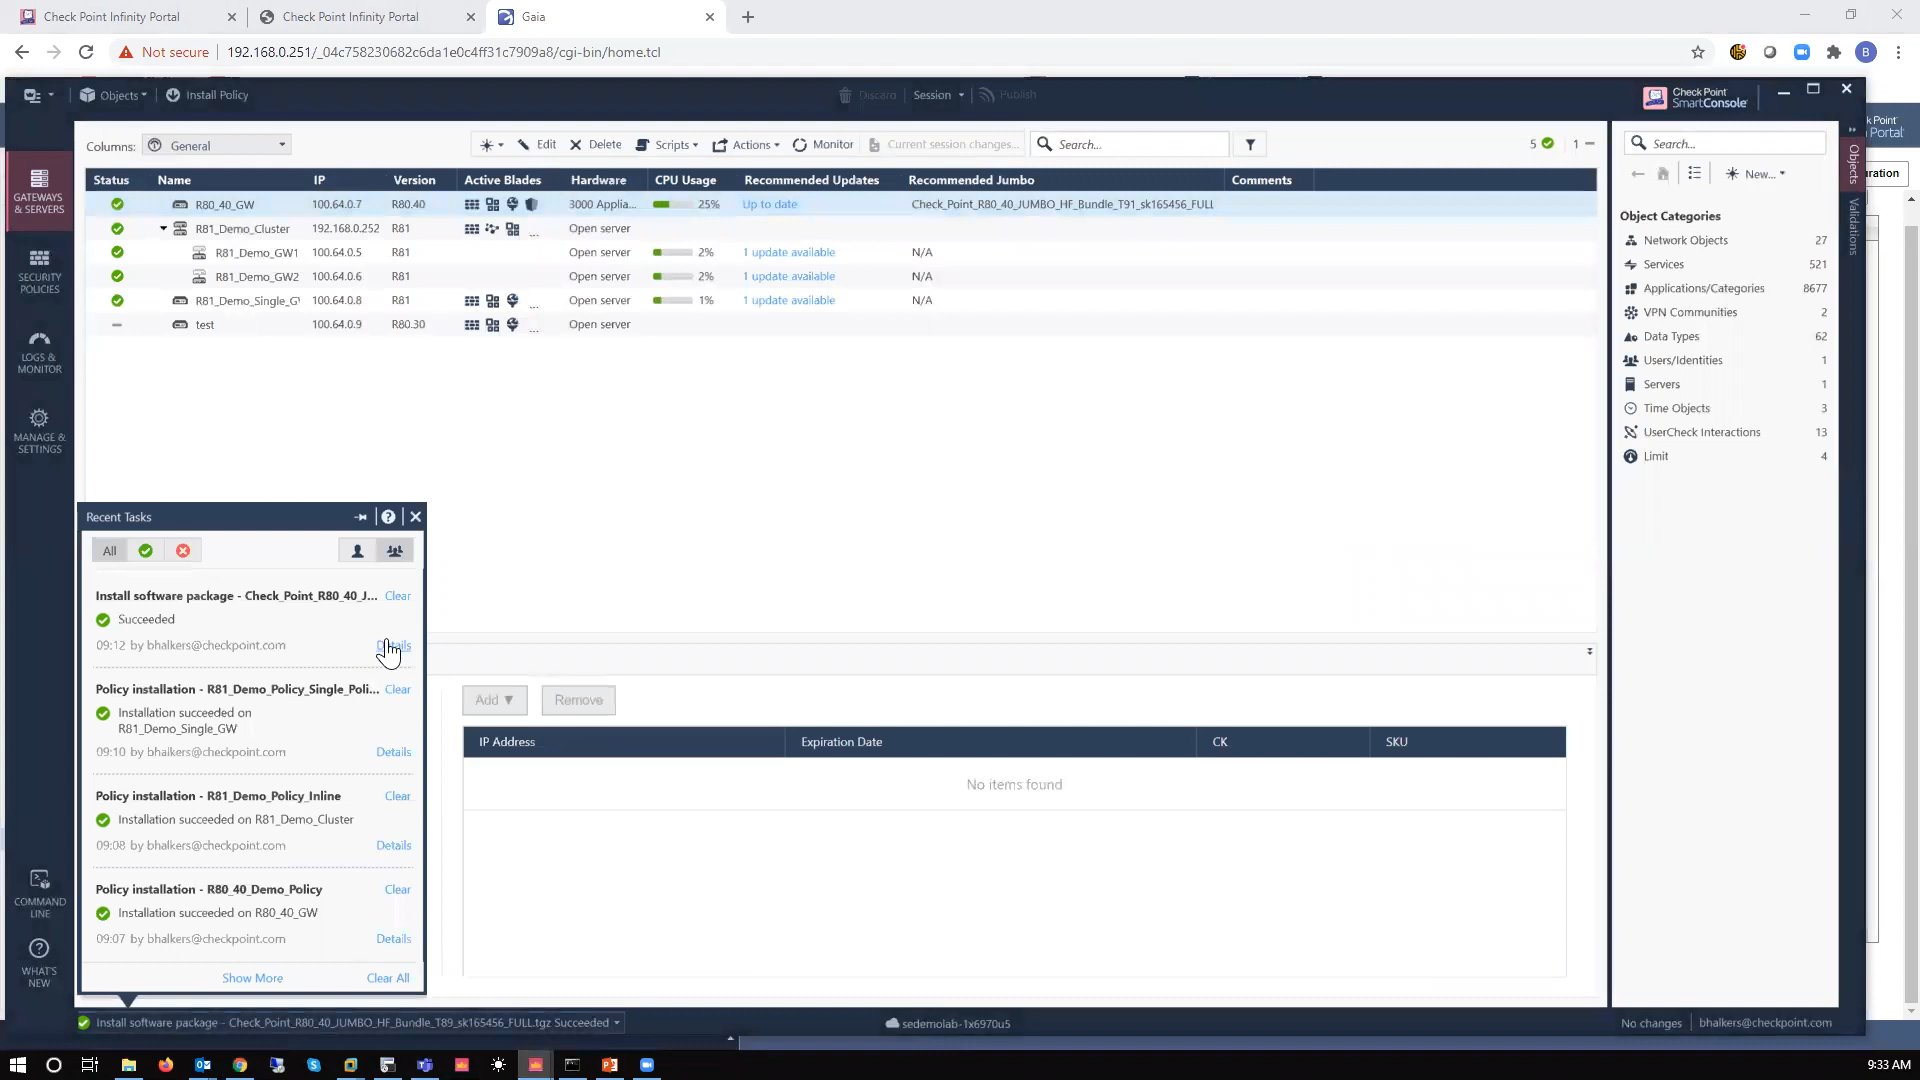 Check Point Infinity Portal
Check Point Infinity Portal
Gaia
Not secure
192.168.0.251/_04c758230682c6da1e0c4ff31c7909a8/cgi-bin/home.tcl
B
Objects
Install Policy
Discard
Session
Publish
Check Point
SmartConsole
k Point
Portal
uration
Columns:
General
Edit
Delete
Scripts
Actions
Monitor
Current session changes...
Search...
5
1
Status Name IP Version Active Blades Hardware CPU Usage Recommended Updates Recommended Jumbo Comments
R80_40_GW 100.64.0.7 R80.40 3000 Applia... 25% Up to date Check_Point_R80_40_JUMBO_HF_Bundle_T91_sk165456_FULL
R81_Demo_Cluster 192.168.0.252 R81 ... Open server
R81_Demo_GW1 100.64.0.5 R81 Open server 2% 1 update available N/A
R81_Demo_GW2 100.64.0.6 R81 Open server 2% 1 update available N/A
R81_Demo_Single_G 100.64.0.8 R81 ... Open server 1% 1 update available N/A
test 100.64.0.9 R80.30 ... Open server
GATEWAYS
& SERVERS
SECURITY
POLICIES
LOGS &
MONITOR
MANAGE &
SETTINGS
COMMAND
LINE
WHAT'S
NEW
Recent Tasks
All
Install software package - Check_Point_R80_40_J... Clear
Succeeded
09:12 by bhalkers@checkpoint.com Details
Policy installation - R81_Demo_Policy_Single_Poli... Clear
Installation succeeded on
R81_Demo_Single_GW
09:10 by bhalkers@checkpoint.com Details
Policy installation - R81_Demo_Policy_Inline Clear
Installation succeeded on R81_Demo_Cluster
09:08 by bhalkers@checkpoint.com Details
Policy installation - R80_40_Demo_Policy Clear
Installation succeeded on R80_40_GW
09:07 by bhalkers@checkpoint.com Details
Show More
Clear All
Add
Remove
IP Address Expiration Date CK SKU
No items found
Search...
New...
Object Categories
Network Objects 27
Services 521
Applications/Categories 8677
VPN Communities 2
Data Types 62
Users/Identities 1
Servers 1
Time Objects 3
UserCheck Interactions 13
Limit 4
Objects
Validations
Install software package - Check_Point_R80_40_JUMBO_HF_Bundle_T89_sk165456_FULL.tgz Succeeded
sedemolab-1x6970u5
No changes
bhalkers@checkpoint.com
9:33 AM